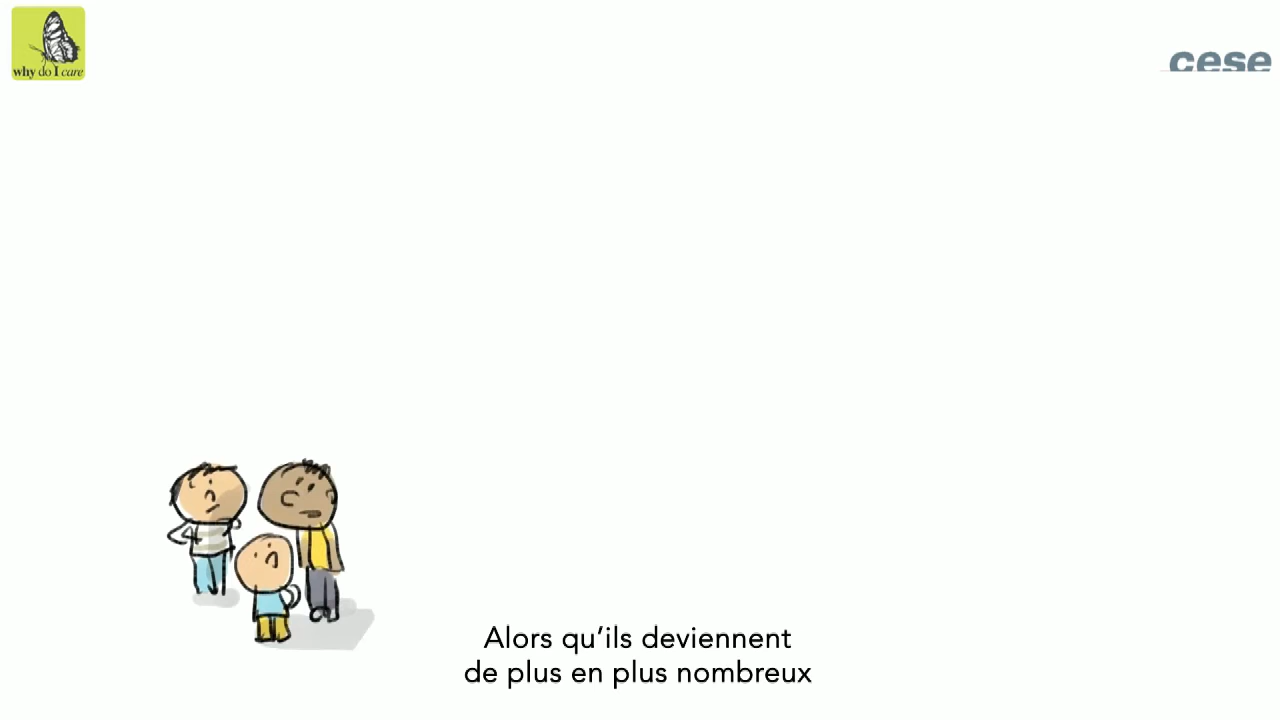 why do I care
cese
Alors qu'ils deviennent
de plus en plus nombreux